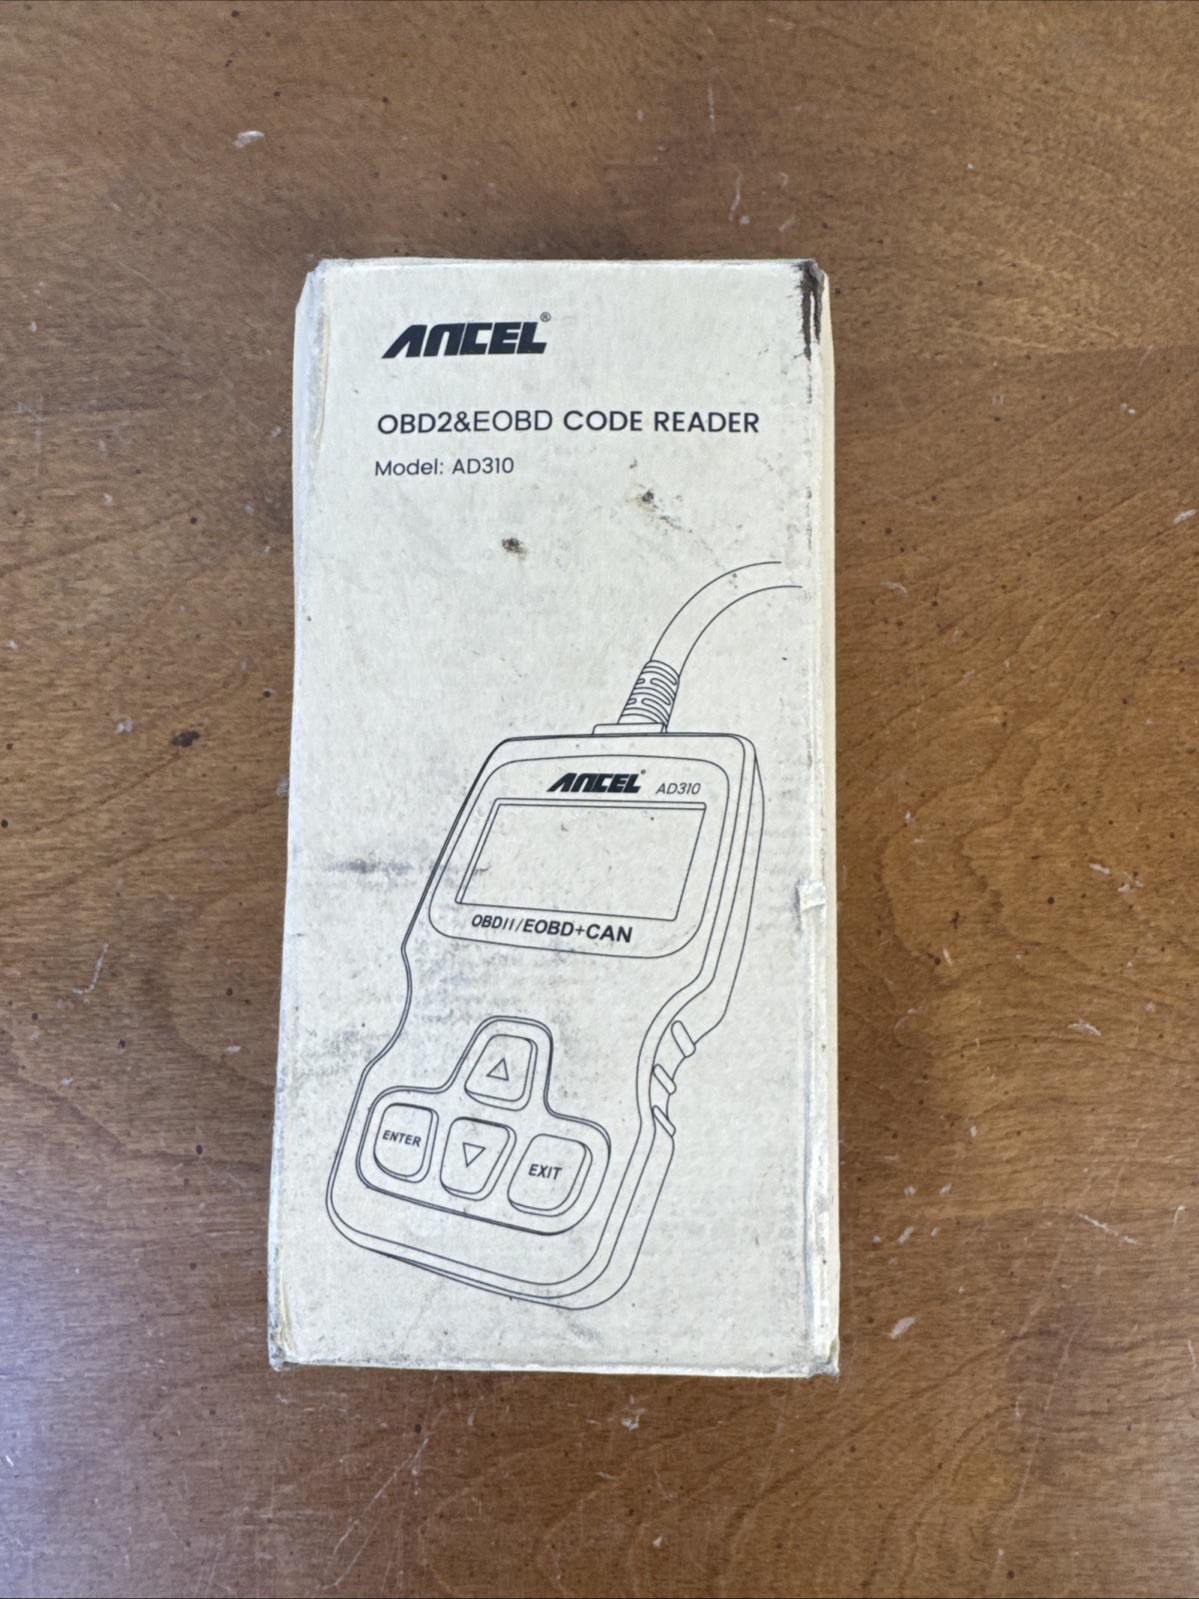 ANCEL®
OBD2&EOBD CODE READER
Model: AD310
ANCEL® AD310
OBDII/EOBD+CAN
ENTER
EXIT